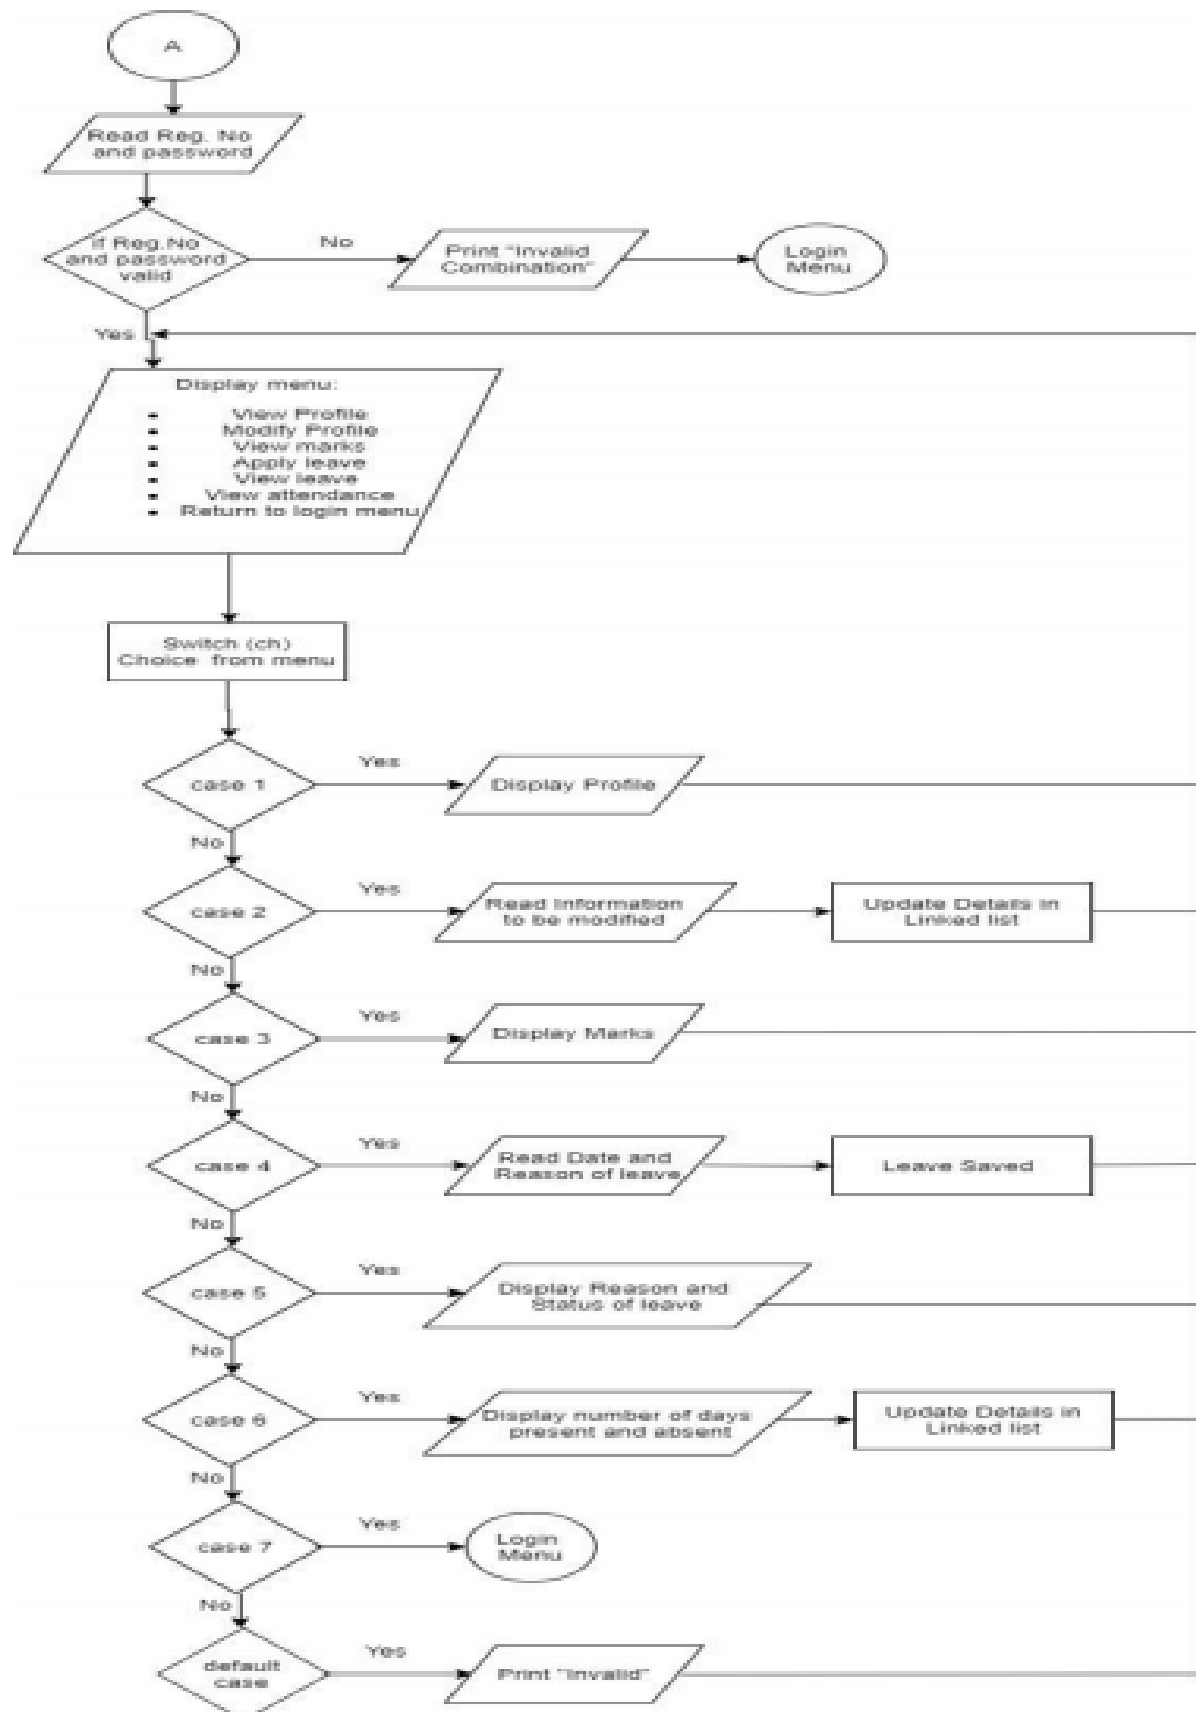 A
Read Reg. No
and password
if Reg.No
and password
valid
No
Print "Invalid
Combination"
Login
Menu
Yes
Display menu:
• View Profile
• Modify Profile
• View marks
• Apply leave
• View leave
• View attendance
• Return to login menu
Switch (ch)
Choice from menu
case 1
Yes
Display Profile
No
case 2
Yes
Read Information
to be modified
Update Details in
Linked list
No
case 3
Yes
Display Marks
No
case 4
Yes
Read Date and
Reason of leave
Leave Saved
No
case 5
Yes
Display Reason and
Status of leave
No
case 6
Yes
Display number of days
present and absent
Update Details in
Linked list
No
case 7
Yes
Login
Menu
No
default
case
Yes
Print "Invalid"